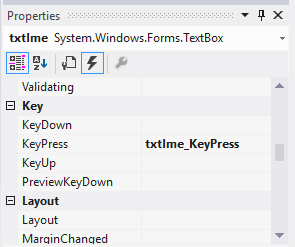 Properties
txtIme System.Windows.Forms.TextBox
Validating
Key
KeyDown
KeyPress txtIme_KeyPress
KeyUp
PreviewKeyDown
Layout
Layout
MarginChanged